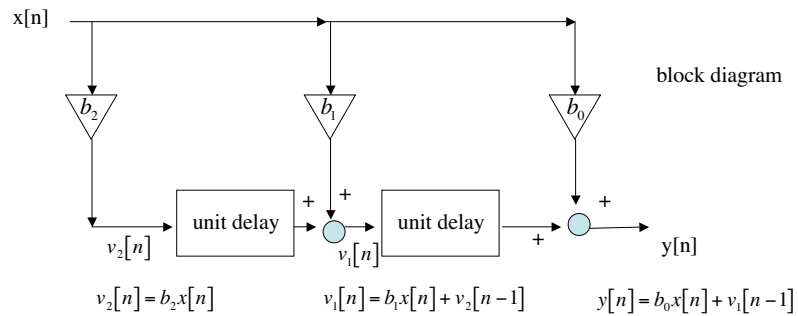 x[n]
block diagram
b₂
b₁
b₀
+
+
+
unit delay
unit delay
+
v₂[n]
v₁[n]
y[n]
v₂[n] = b₂x[n]
v₁[n] = b₁x[n] + v₂[n−1]
y[n] = b₀x[n] + v₁[n−1]